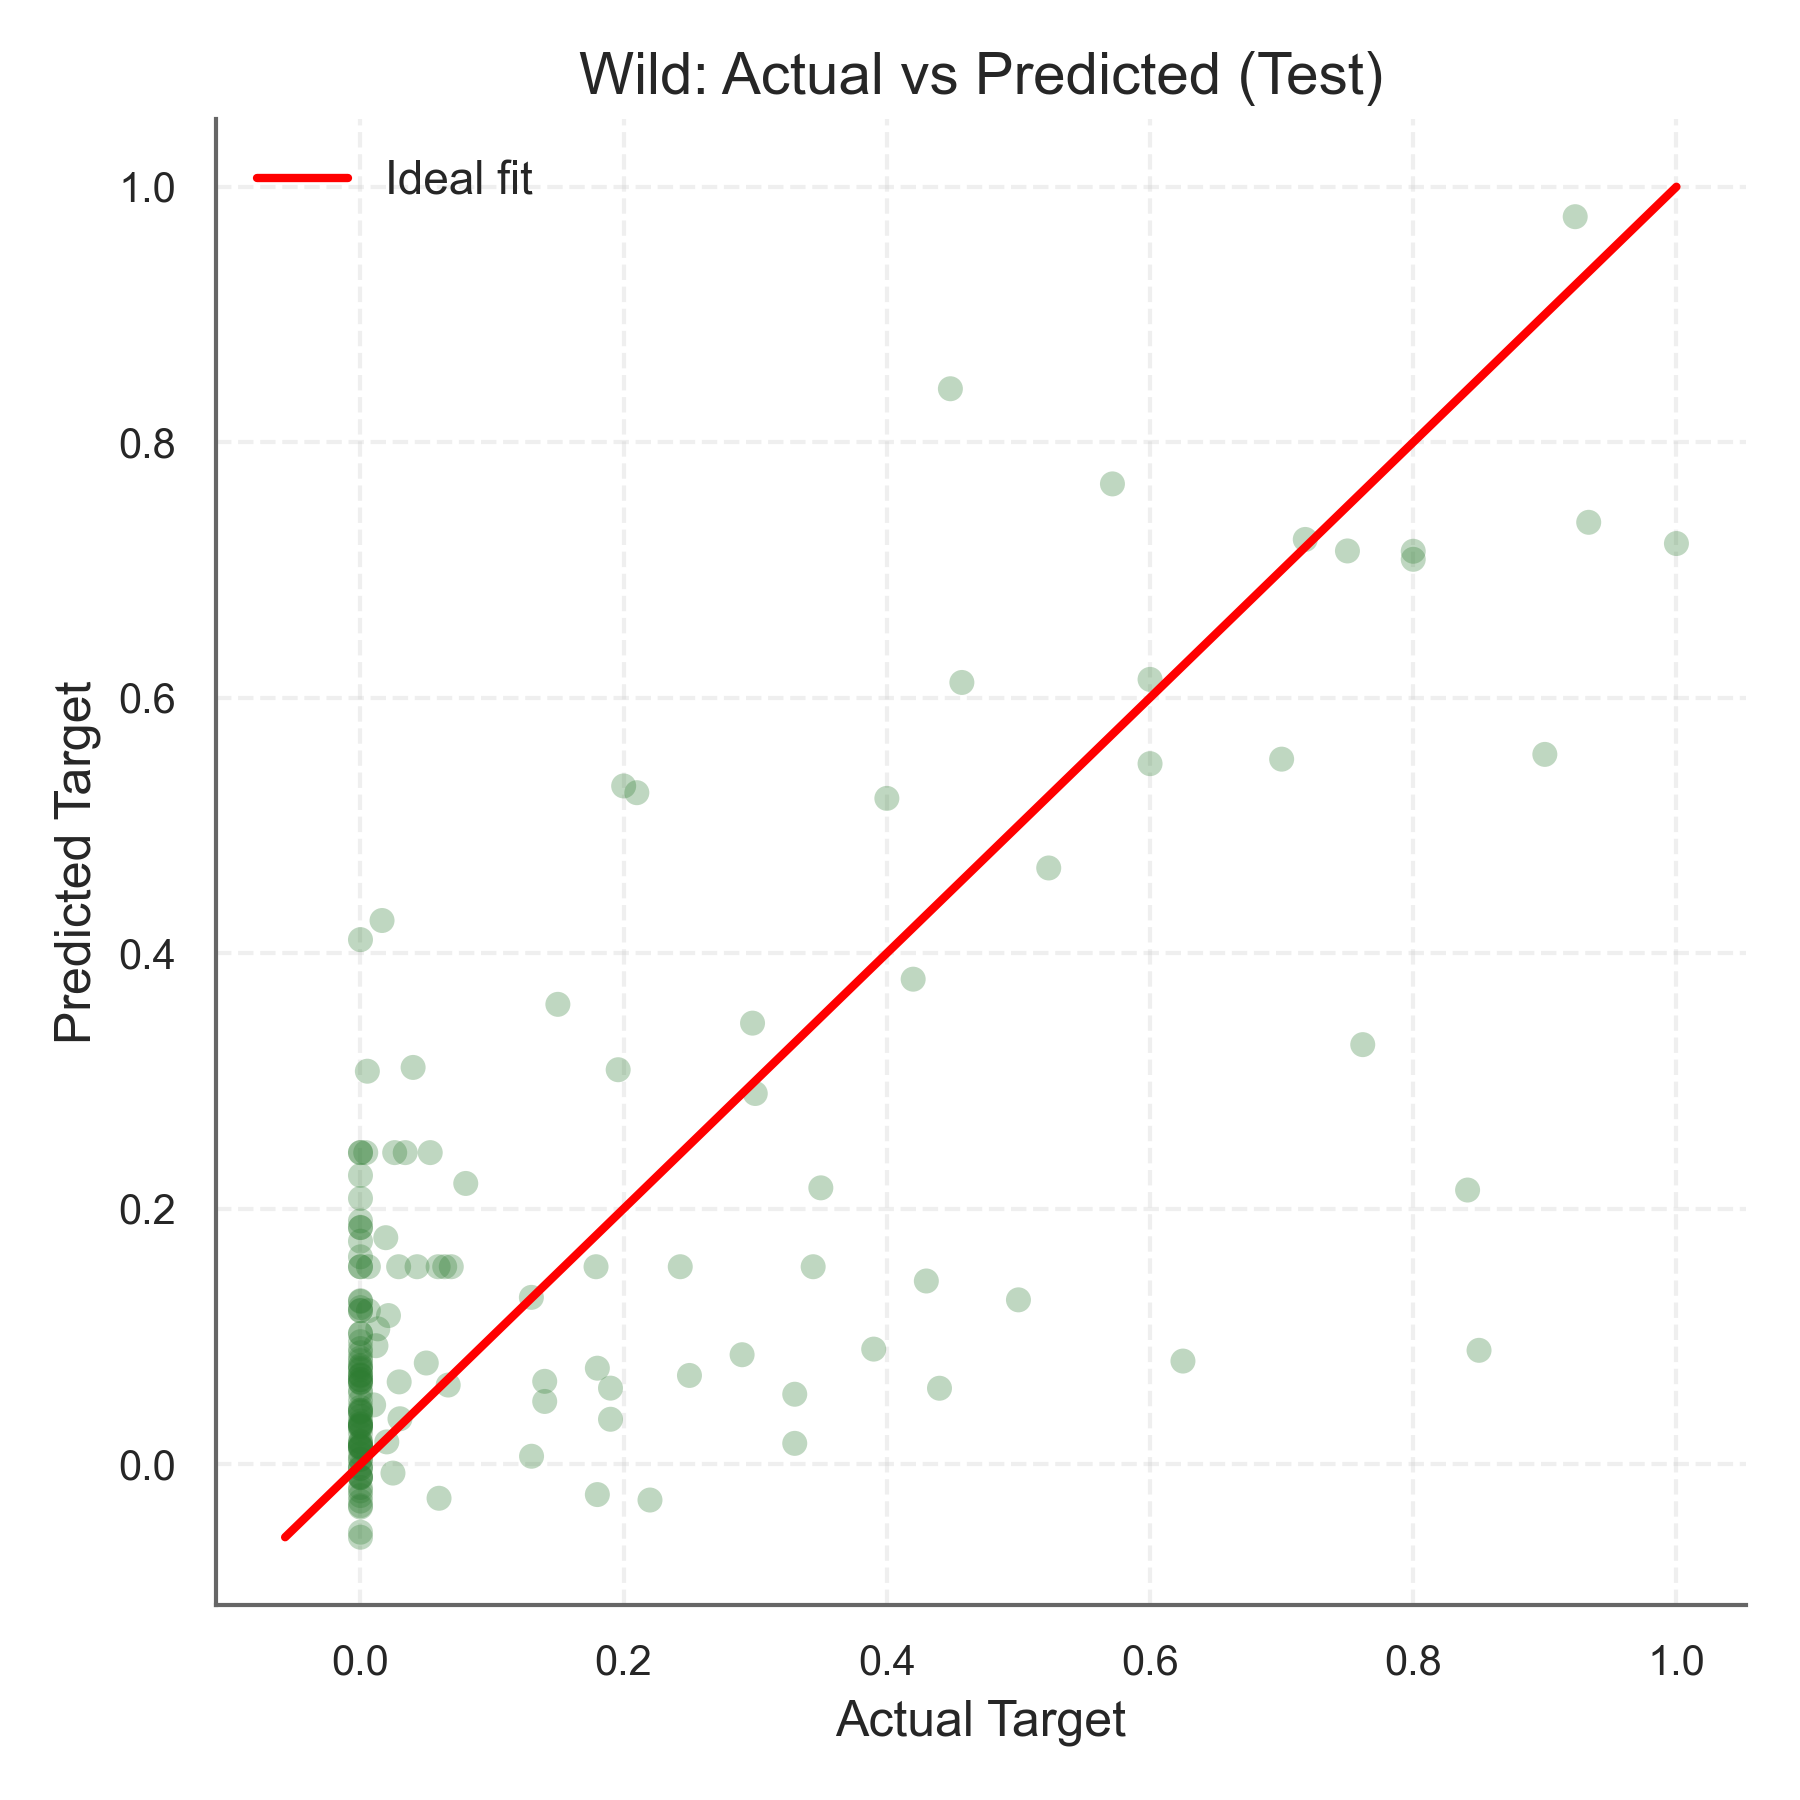 Wild: Actual vs Predicted (Test)
Ideal fit
1.0
0.8
0.6
0.4
0.2
0.0
Predicted Target
0.0 0.2 0.4 0.6 0.8 1.0
Actual Target